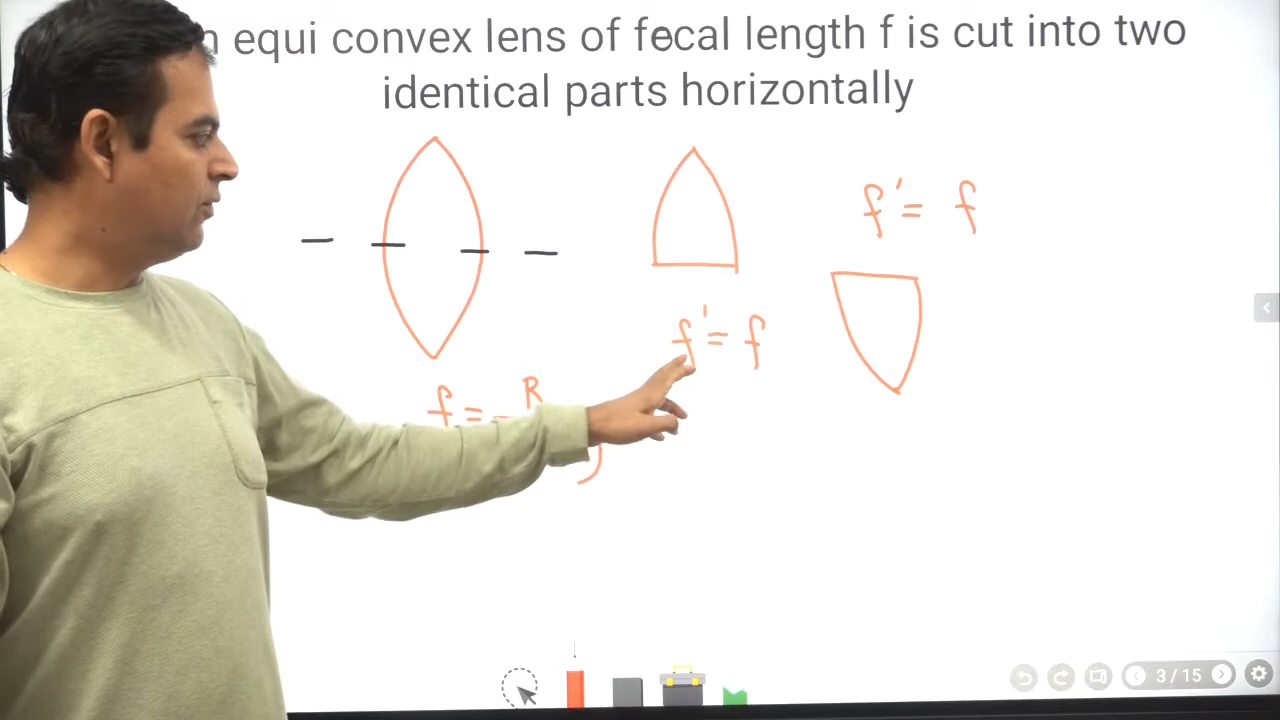 n equi convex lens of fecal length f is cut into two
identical parts horizontally
f' = f
f' = f
f = R
3 / 15